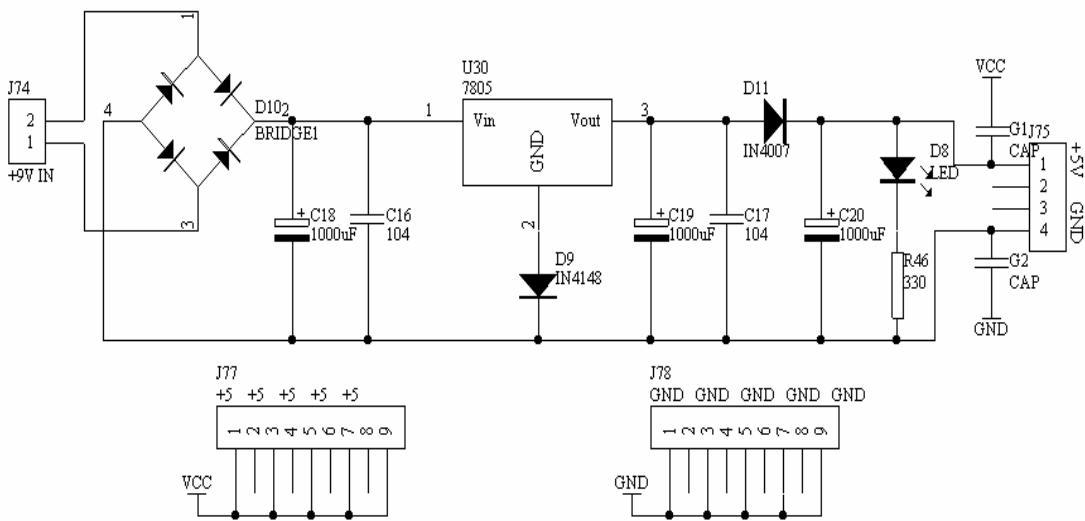 J74
2
1
+9V IN
1
4
3
D10
2
BRIDGE1
C18
1000uF
C16
104
U30
7805
1
Vin
Vout
GND
3
2
D9
IN4148
C19
1000uF
C17
104
D11
IN4007
C20
1000uF
D8
LED
R46
330
VCC
G1
CAP
J75
1
2
3
4
+5V
GND
G2
CAP
GND
J77
+5 +5 +5 +5 +5
1 2 3 4 5 6 7 8 9
VCC
J78
GND GND GND GND GND
1 2 3 4 5 6 7 8 9
GND